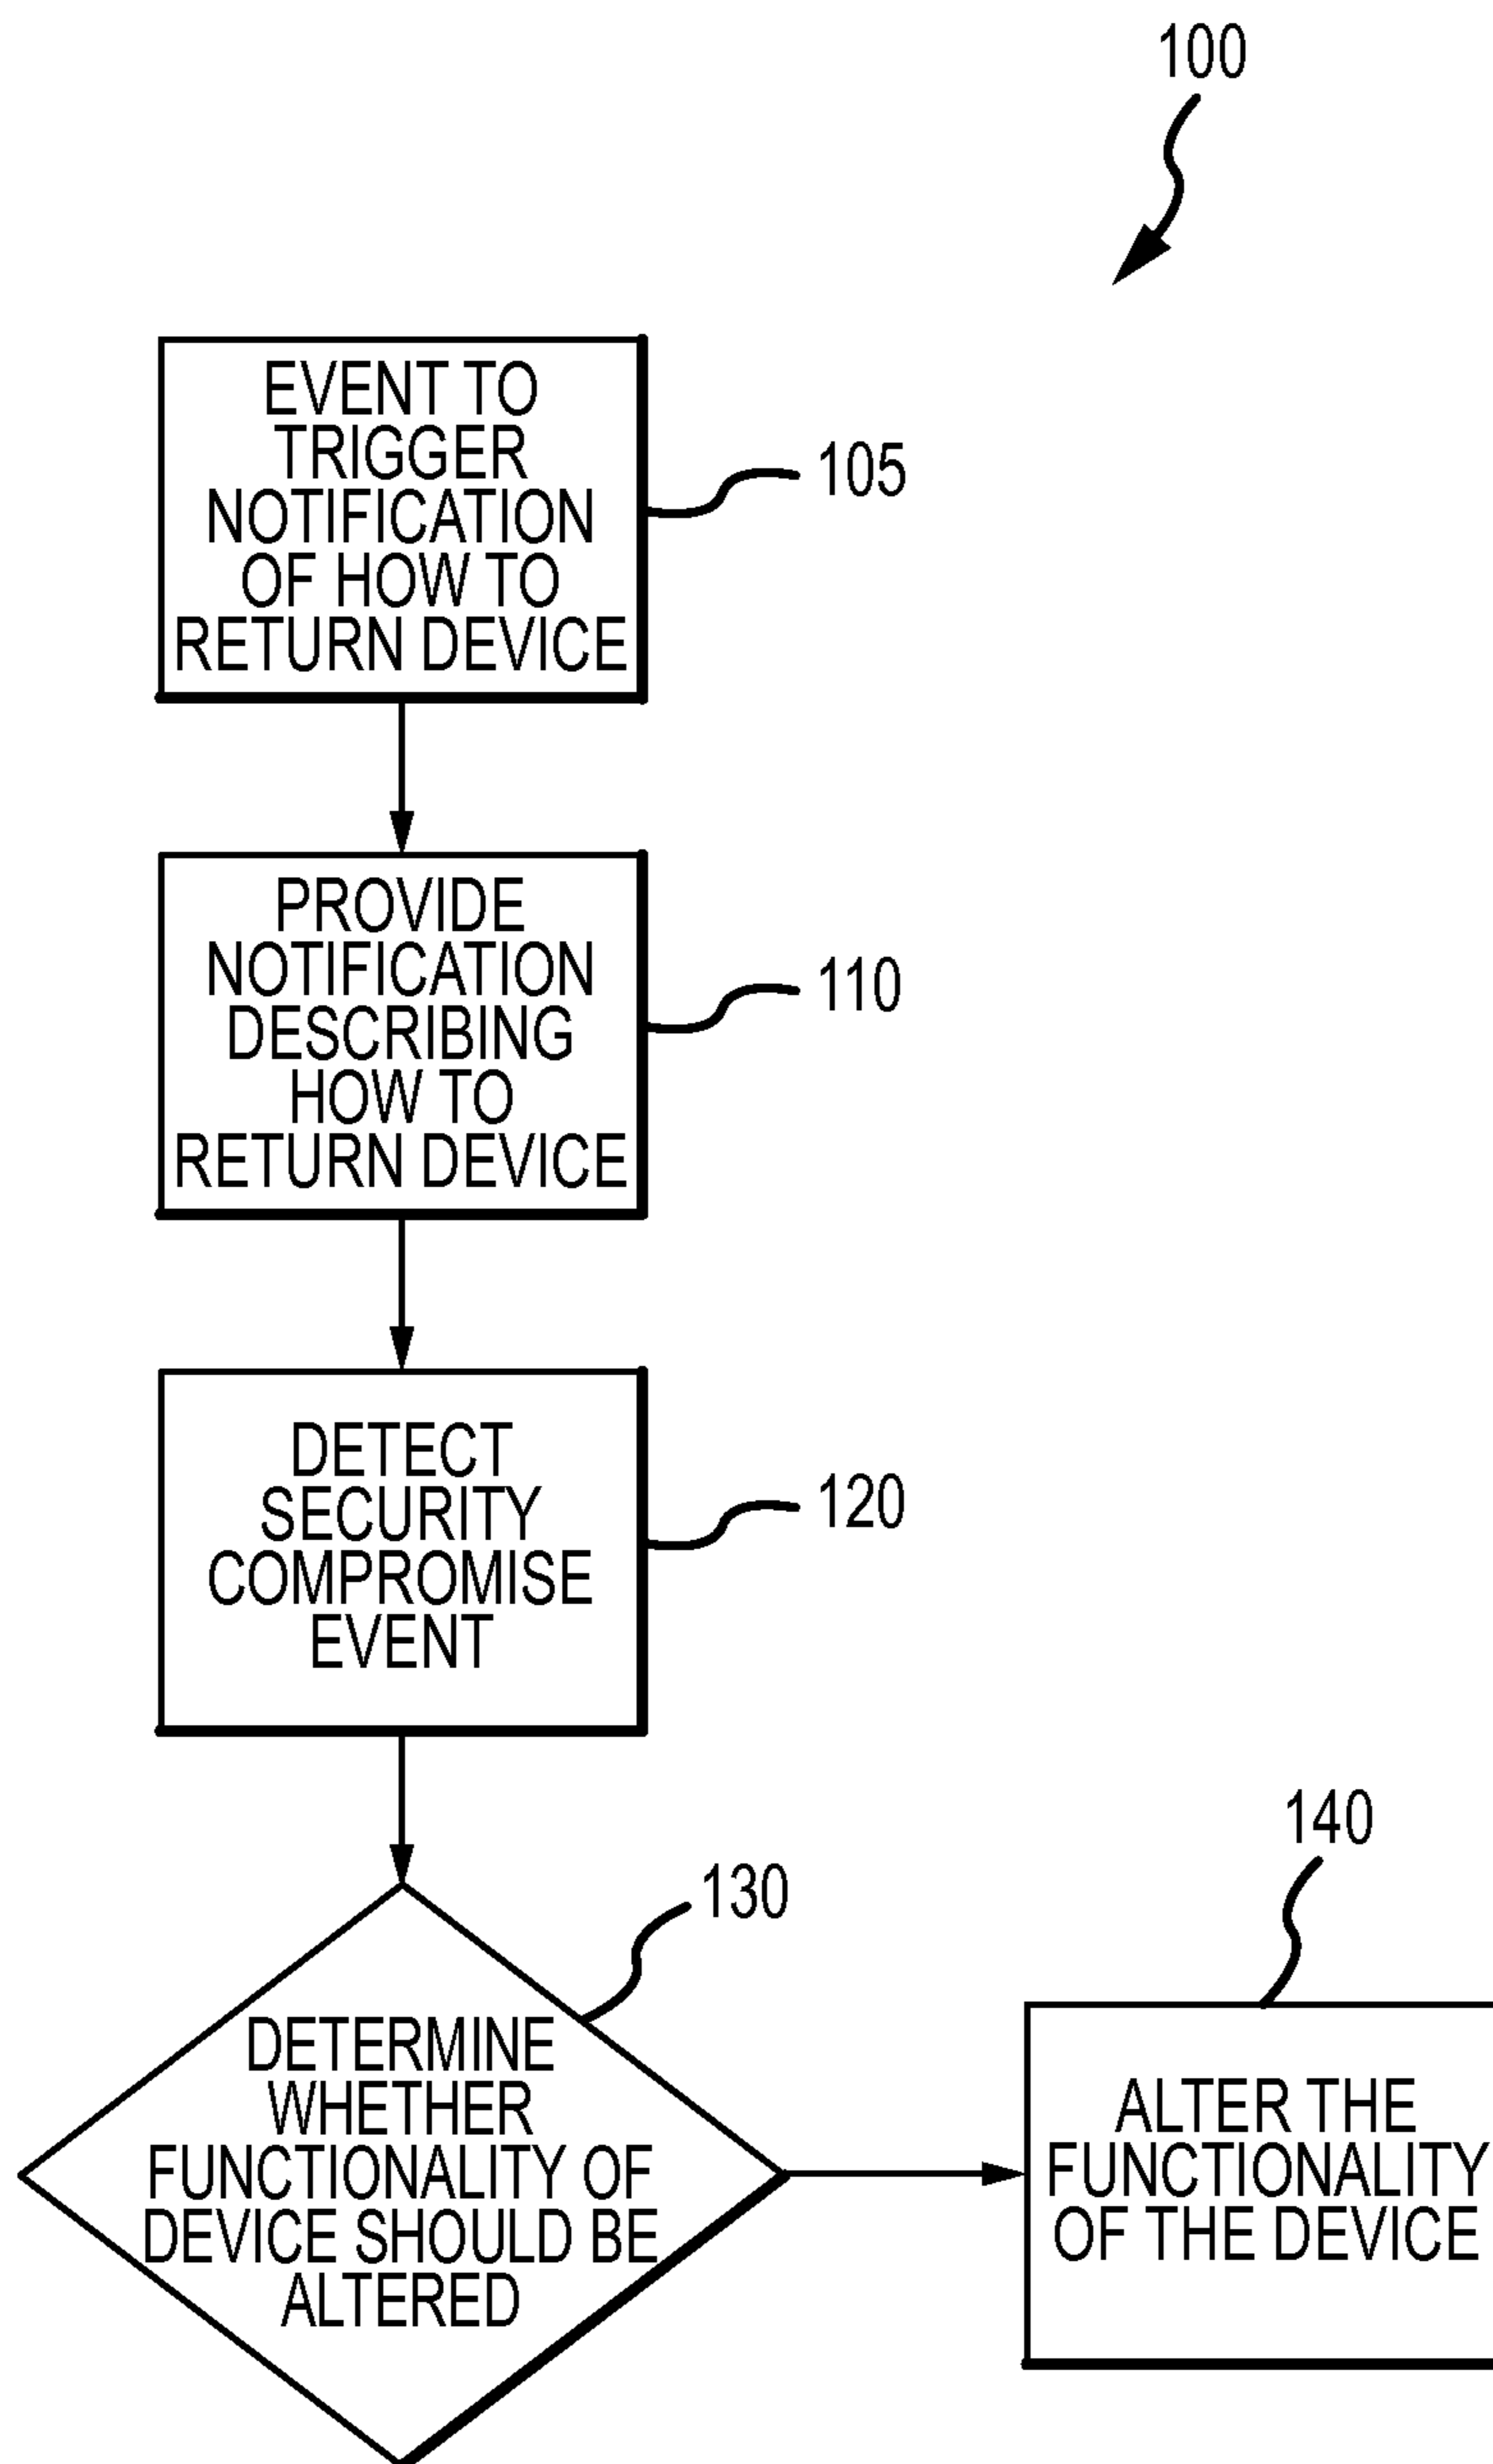 100
EVENT TO
TRIGGER
NOTIFICATION
OF HOW TO
RETURN DEVICE
105
PROVIDE
NOTIFICATION
DESCRIBING
HOW TO
RETURN DEVICE
110
DETECT
SECURITY
COMPROMISE
EVENT
120
130
DETERMINE
WHETHER
FUNCTIONALITY OF
DEVICE SHOULD BE
ALTERED
140
ALTER THE
FUNCTIONALITY
OF THE DEVICE